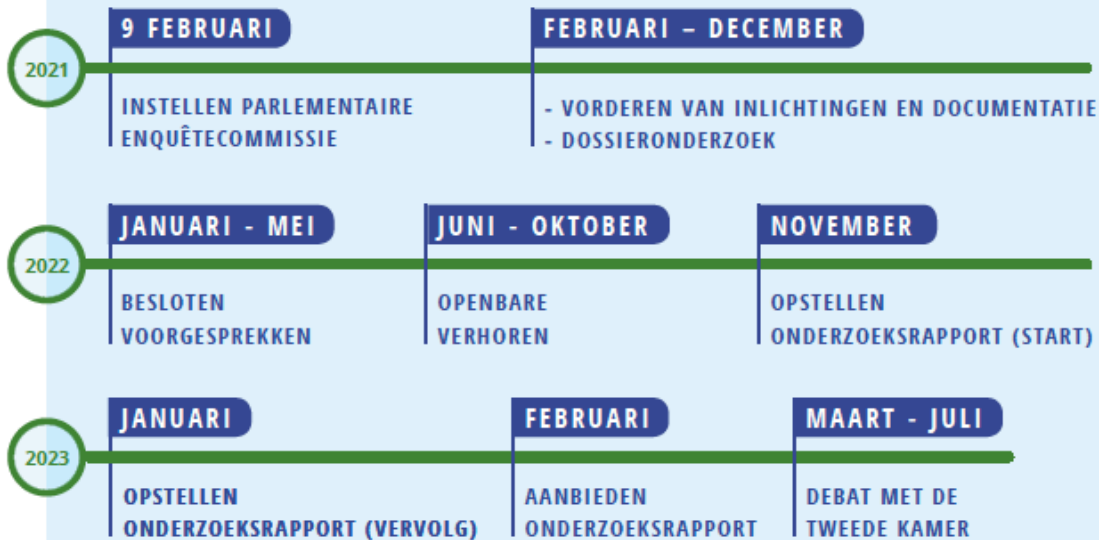 2021
9 FEBRUARI
INSTELLEN PARLEMENTAIRE
ENQUÊTECOMMISSIE
FEBRUARI – DECEMBER
- VORDEREN VAN INLICHTINGEN EN DOCUMENTATIE
- DOSSIERONDERZOEK
2022
JANUARI - MEI
BESLOTEN
VOORGESPREKKEN
JUNI - OKTOBER
OPENBARE
VERHOREN
NOVEMBER
OPSTELLEN
ONDERZOEKSRAPPORT (START)
2023
JANUARI
OPSTELLEN
ONDERZOEKSRAPPORT (VERVOLG)
FEBRUARI
AANBIEDEN
ONDERZOEKSRAPPORT
MAART - JULI
DEBAT MET DE
TWEEDE KAMER